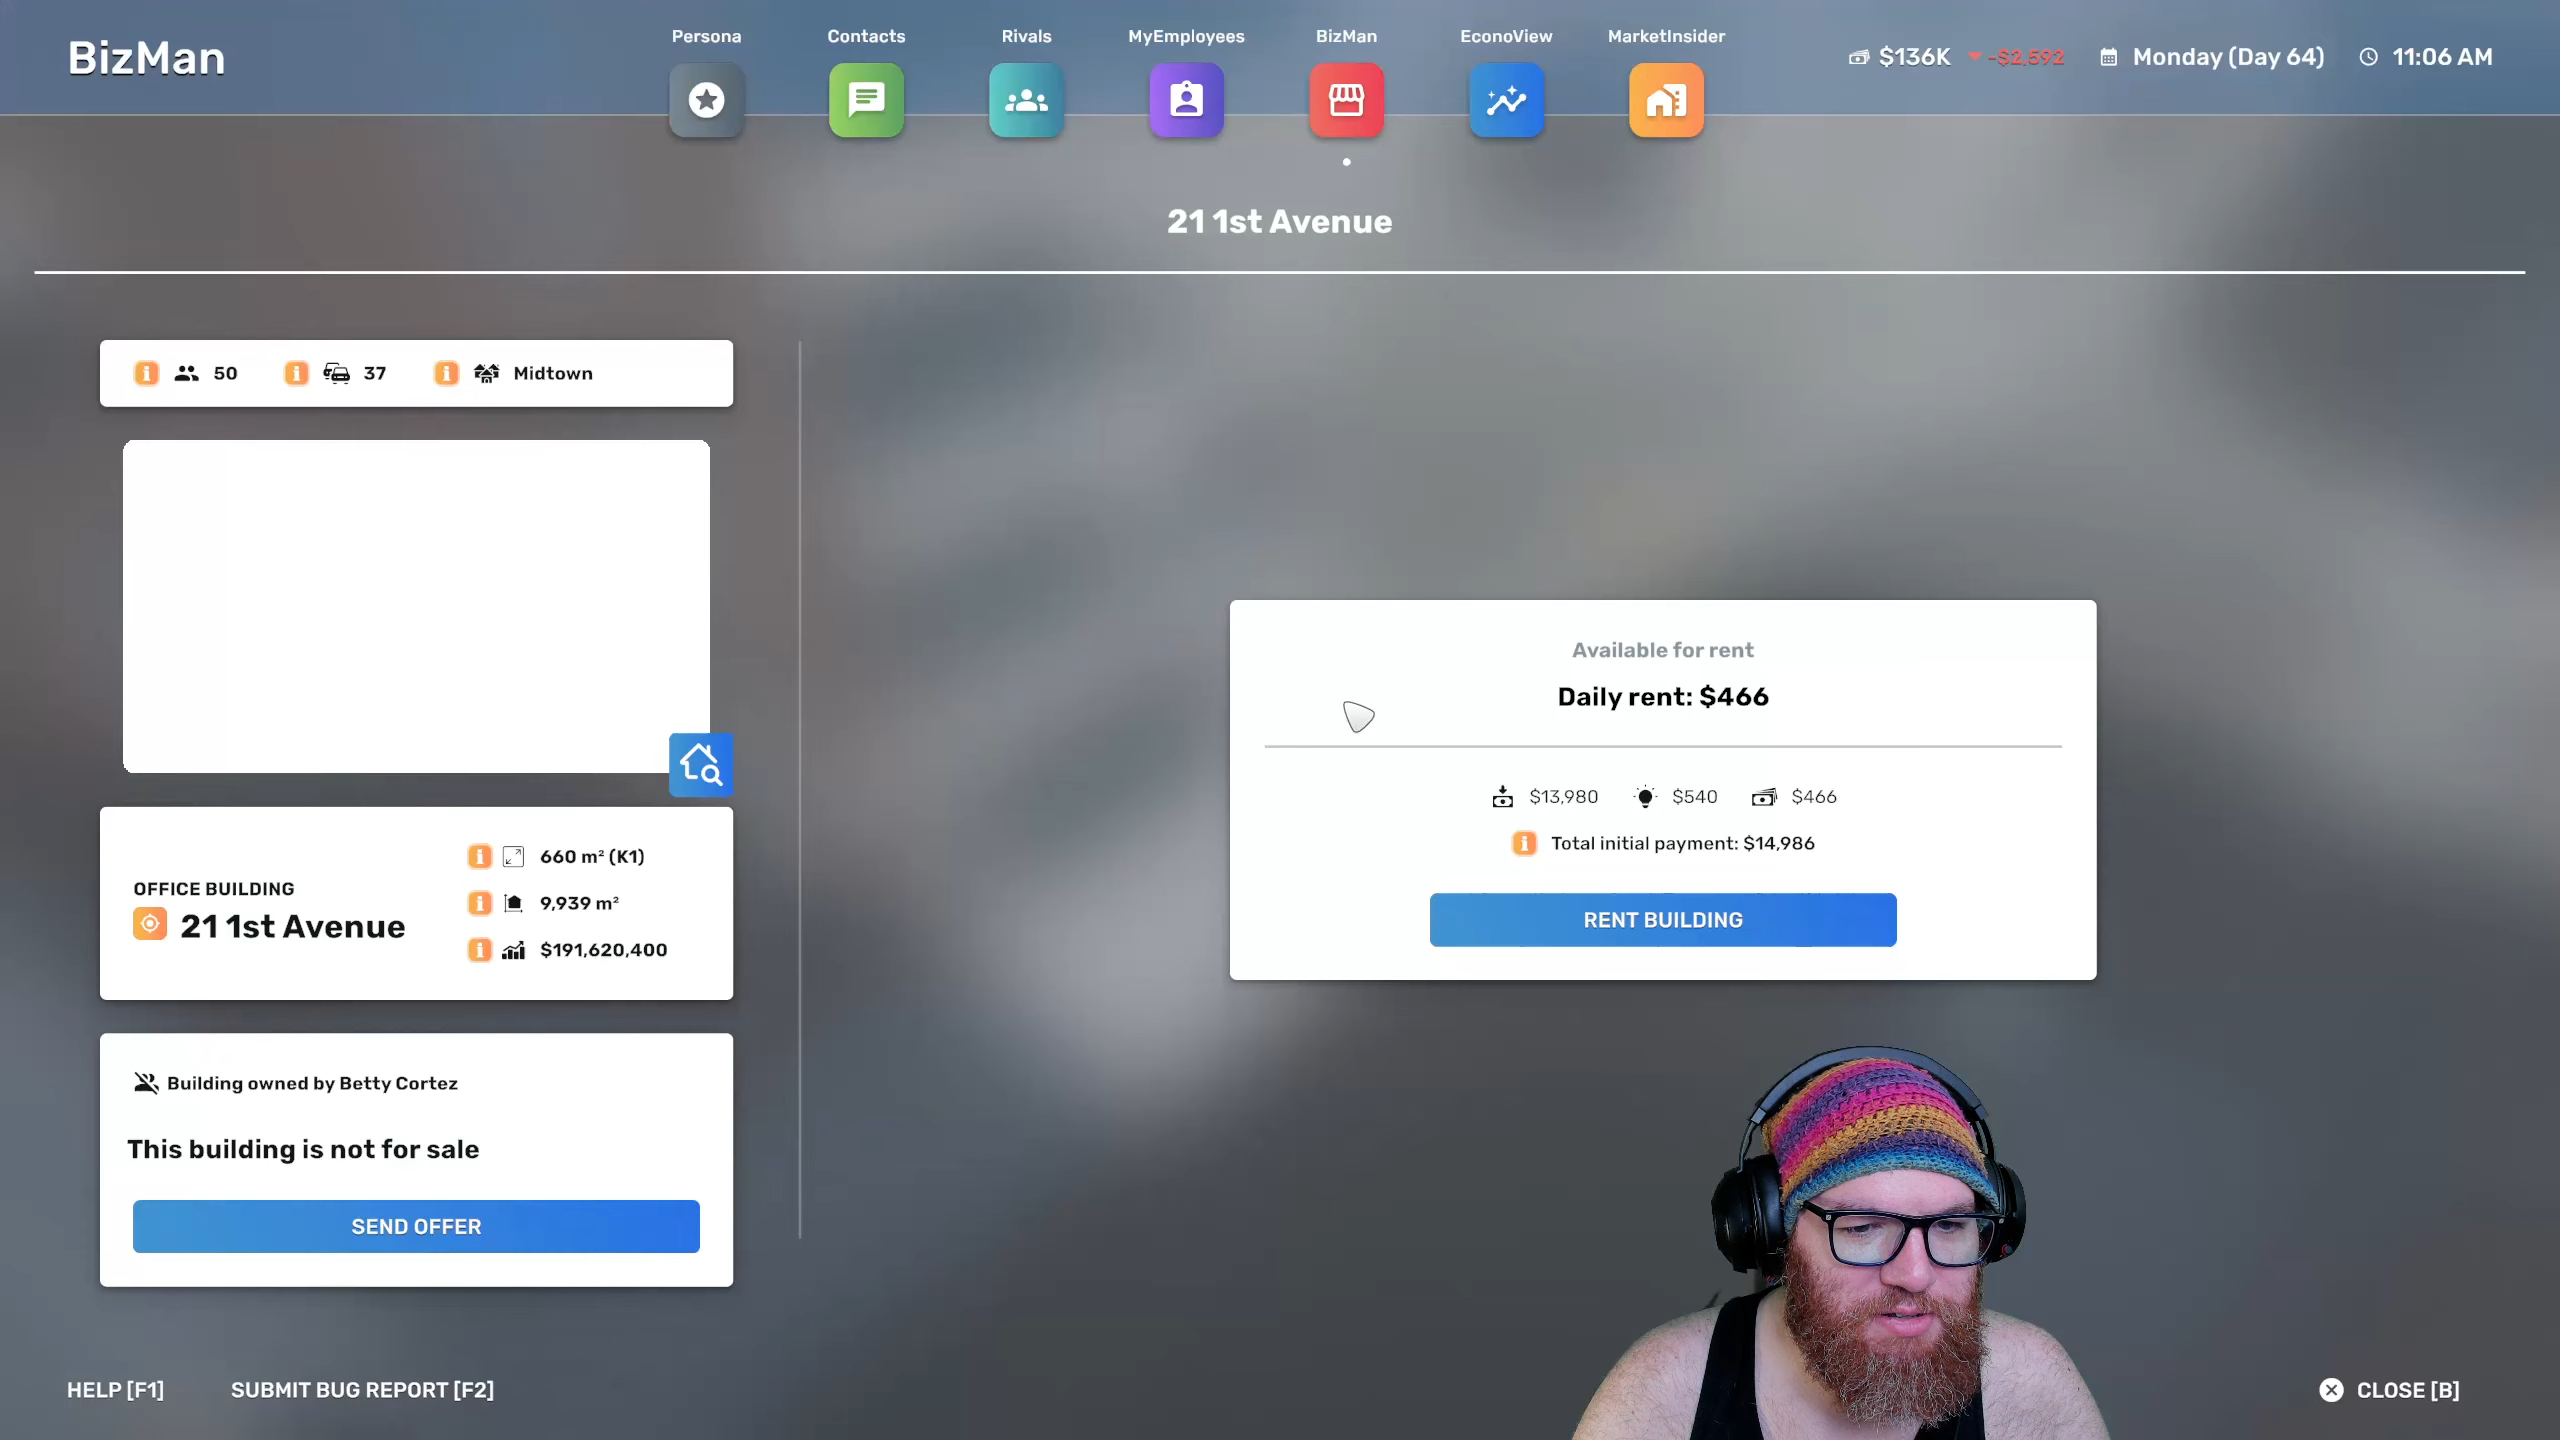 BizMan
Persona
Contacts
Rivals
MyEmployees
BizMan
EconoView
MarketInsider
$136K
-$2,592
Monday (Day 64)
11:06 AM
21 1st Avenue
50
37
Midtown
OFFICE BUILDING
21 1st Avenue
660 m² (K1)
9,939 m²
$191,620,400
Building owned by Betty Cortez
This building is not for sale
SEND OFFER
Available for rent
Daily rent: $466
$13,980
$540
$466
Total initial payment: $14,986
RENT BUILDING
HELP [F1]
SUBMIT BUG REPORT [F2]
CLOSE [B]